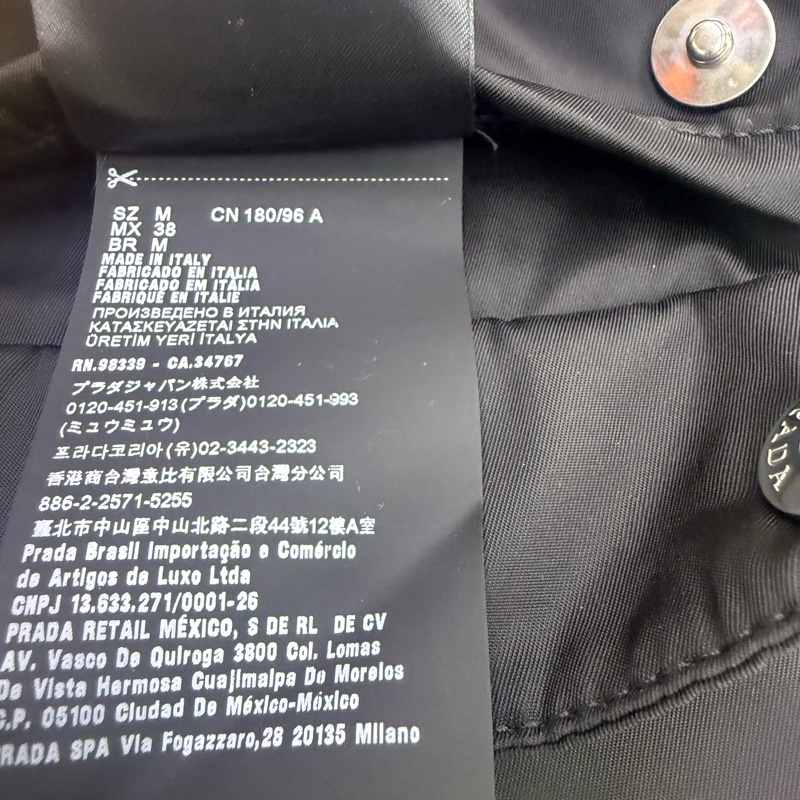 SZ M CN 180/96 A
MX 38
BR M
MADE IN ITALY
FABRICADO EN ITALIA
FABRICADO EM ITALIA
FABRIQUÉ EN ITALIE
ПРОИЗВЕДЕНО В ИТАЛИЯ
ΚΑΤΑΣΚΕΥΑΖΕΤΑΙ ΣΤΗΝ ΙΤΑΛΙΑ
ÜRETİM YERİ İTALYA
RN.98339 - CA.34767
プラダジャパン株式会社
0120-451-913(プラダ)0120-451-993
(ミュウミュウ)
프라다코리아(유)02-3443-2323
香港商台灣彙比有限公司台灣分公司
886-2-2571-5255
臺北市中山區中山北路二段44號12樓A室
Prada Brasil Importação e Comércio
de Artigos de Luxo Ltda
CNPJ 13.633.271/0001-26
PRADA RETAIL MÉXICO, S DE RL DE CV
AV. Vasco De Quiroga 3800 Col. Lomas
De Vista Hermosa Cuajimalpa De Morelos
C.P. 05100 Ciudad De México-México
RADA SPA Via Fogazzaro,28 20135 Milano
RADA